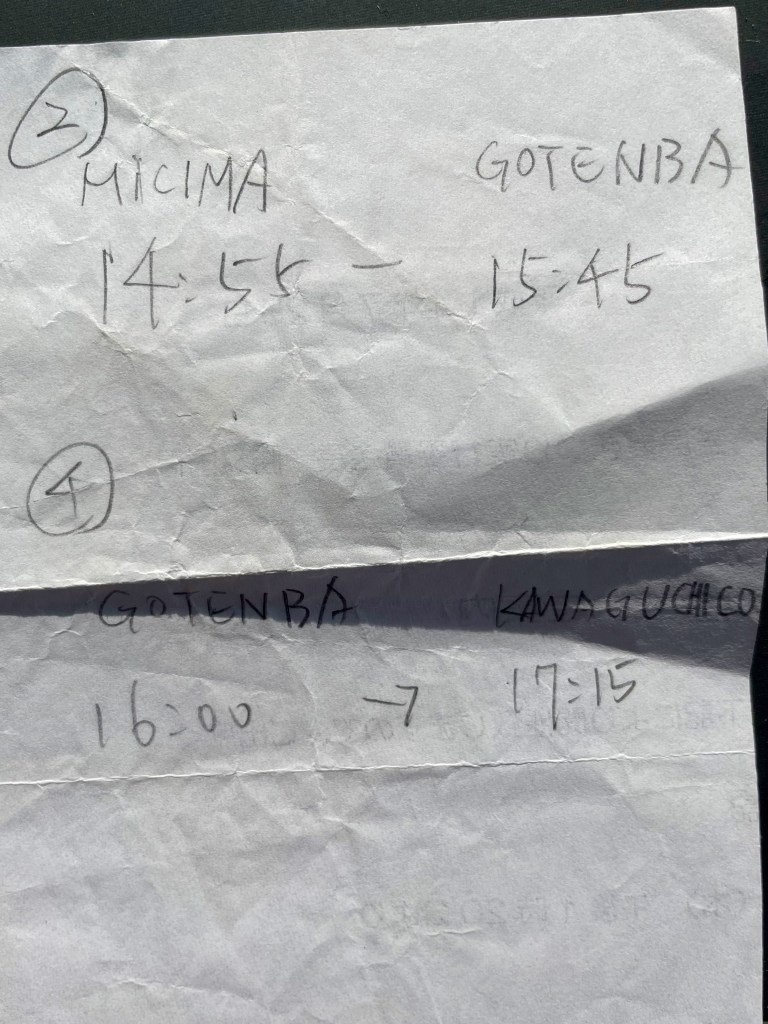 ②
MICIMA GOTENBA
14:55 – 15:45
④
GOTENBA KAWAGUCHICO
16:00 → 17:15